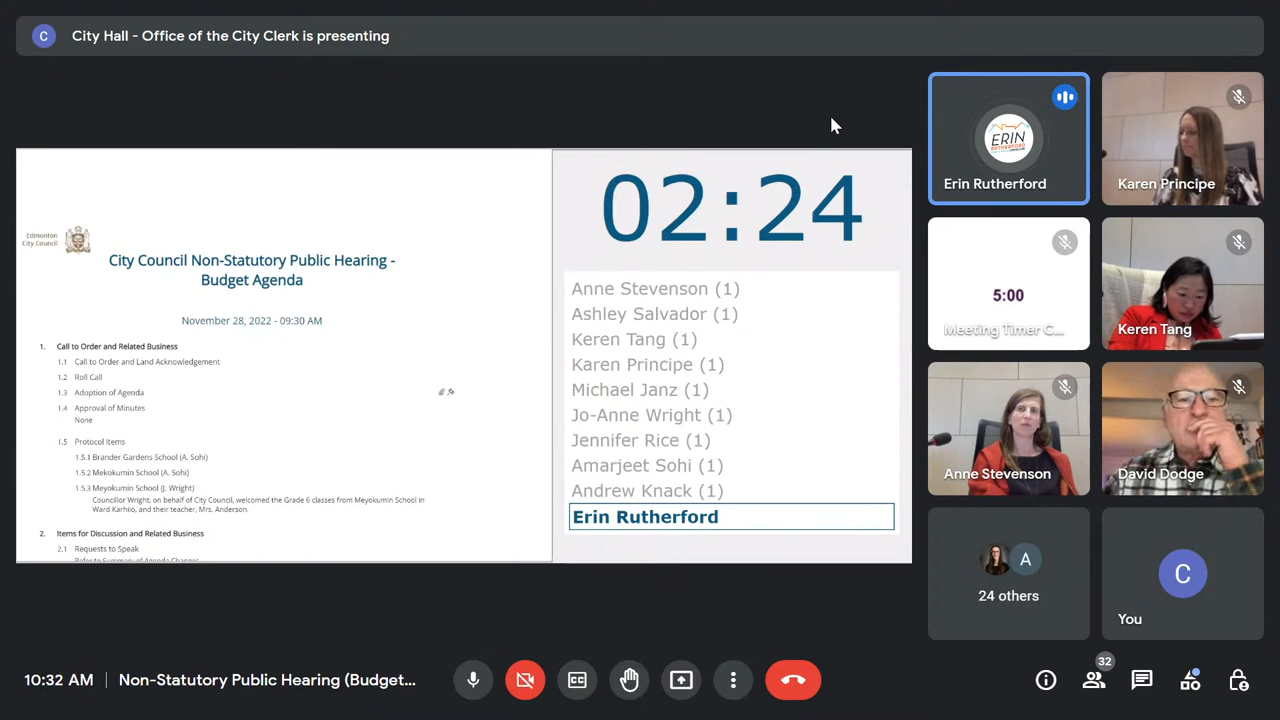 C
City Hall - Office of the City Clerk is presenting
Edmonton
City Council
City Council Non-Statutory Public Hearing -
Budget Agenda
November 28, 2022 - 09:30 AM
1. Call to Order and Related Business
1.1 Call to Order and Land Acknowledgement
1.2 Roll Call
1.3 Adoption of Agenda
1.4 Approval of Minutes
None
1.5 Protocol Items
1.5.1 Brander Gardens School (A. Sohi)
1.5.2 Mekokumin School (A. Sohi)
1.5.3 Meyokumin School (J. Wright)
Councillor Wright, on behalf of City Council, welcomed the Grade 6 classes from Meyokumin School in
Ward Karhiio, and their teacher, Mrs. Anderson.
2. Items for Discussion and Related Business
2.1 Requests to Speak
Refer to Summary of Agenda Changes
02:24
Anne Stevenson (1)
Ashley Salvador (1)
Keren Tang (1)
Karen Principe (1)
Michael Janz (1)
Jo-Anne Wright (1)
Jennifer Rice (1)
Amarjeet Sohi (1)
Andrew Knack (1)
Erin Rutherford
ERIN
RUTHERFORD
Erin Rutherford
Karen Principe
5:00
Meeting Timer C...
Keren Tang
Anne Stevenson
David Dodge
A
24 others
C
You
10:32 AM | Non-Statutory Public Hearing (Budget...
32